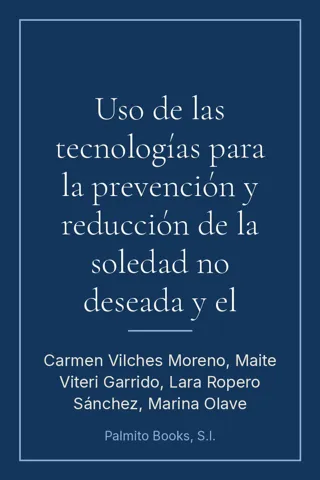 Uso de las
tecnologías para
la prevención y
reducción de la
soledad no
deseada y el
Carmen Vilches Moreno, Maite
Viteri Garrido, Lara Ropero
Sánchez, Marina Olave
Palmito Books, S.l.